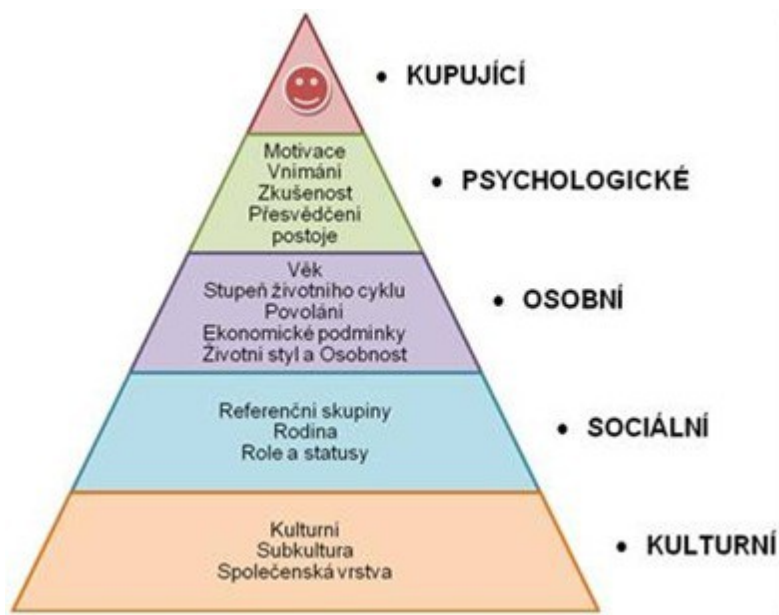 • KUPUJÍCÍ
Motivace
Vnímání
Zkušenost
Přesvědčení
postoje
• PSYCHOLOGICKÉ
Věk
Stupeň životního cyklu
Povolání
Ekonomické podmínky
Životní styl a Osobnost
• OSOBNÍ
Referenční skupiny
Rodina
Role a statusy
• SOCIÁLNÍ
Kulturní
Subkultura
Společenská vrstva
• KULTURNÍ